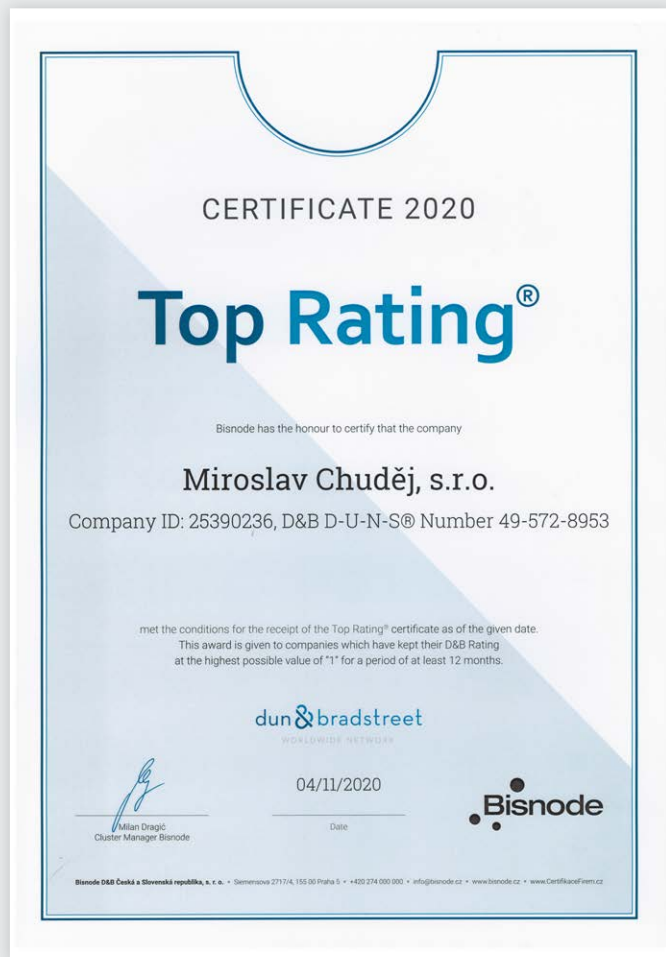 CERTIFICATE 2020
Top Rating®
Bisnode has the honour to certify that the company
Miroslav Chuděj, s.r.o.
Company ID: 25390236, D&B D-U-N-S® Number 49-572-8953
met the conditions for the receipt of the Top Rating® certificate as of the given date.
This award is given to companies which have kept their D&B Rating
at the highest possible value of "1" for a period of at least 12 months.
dun & bradstreet
WORLDWIDE NETWORK
04/11/2020
Bisnode
Milan Dragić
Date
Cluster Manager Bisnode
Bisnode D&B Česká a Slovenská republika, s. r. o. • Siemensova 2717/4, 155 00 Praha 5 • +420 274 000 000 • info@bisnode.cz • www.bisnode.cz • www.CertifikaceFirem.cz